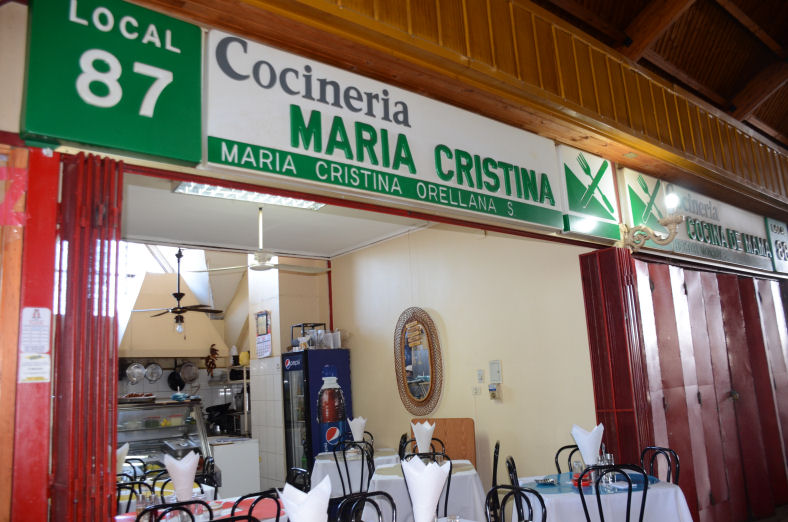 LOCAL
87
Cocineria
MARIA CRISTINA
MARIA CRISTINA ORELLANA S
Cocineria
COCINA DE MAMA
pepsi